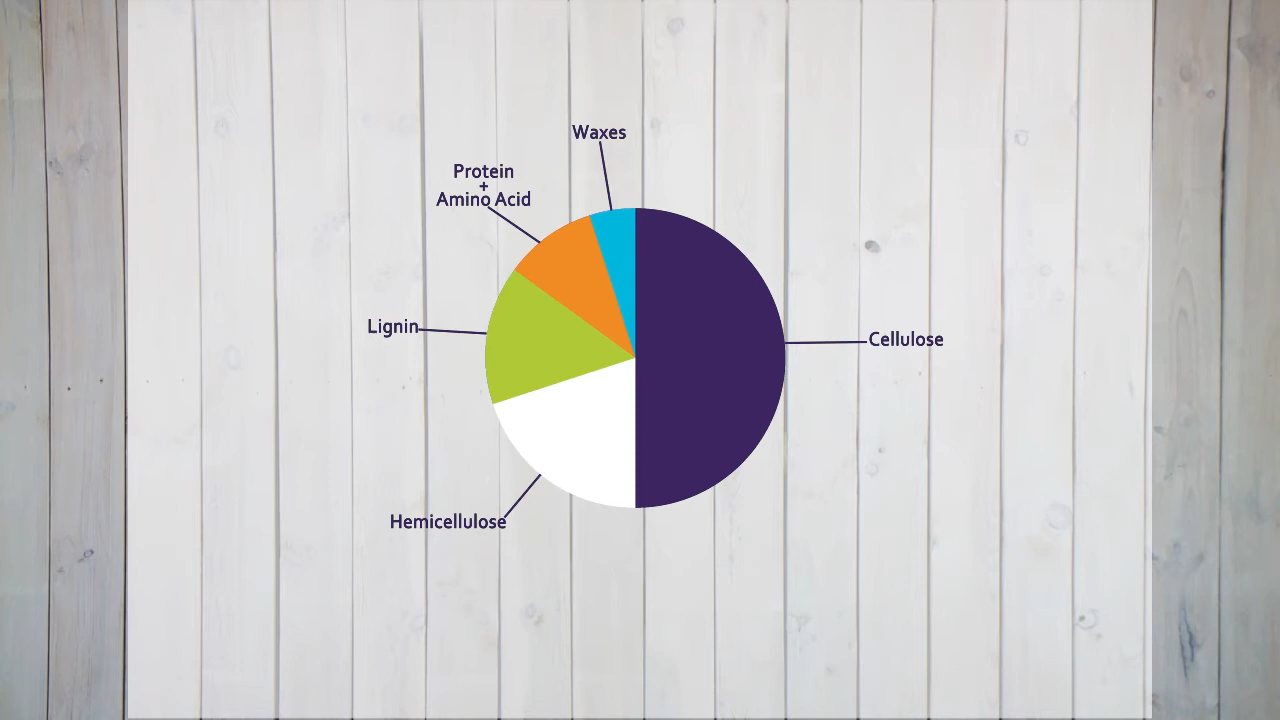 Waxes
Protein
+
Amino Acid
Lignin
Cellulose
Hemicellulose